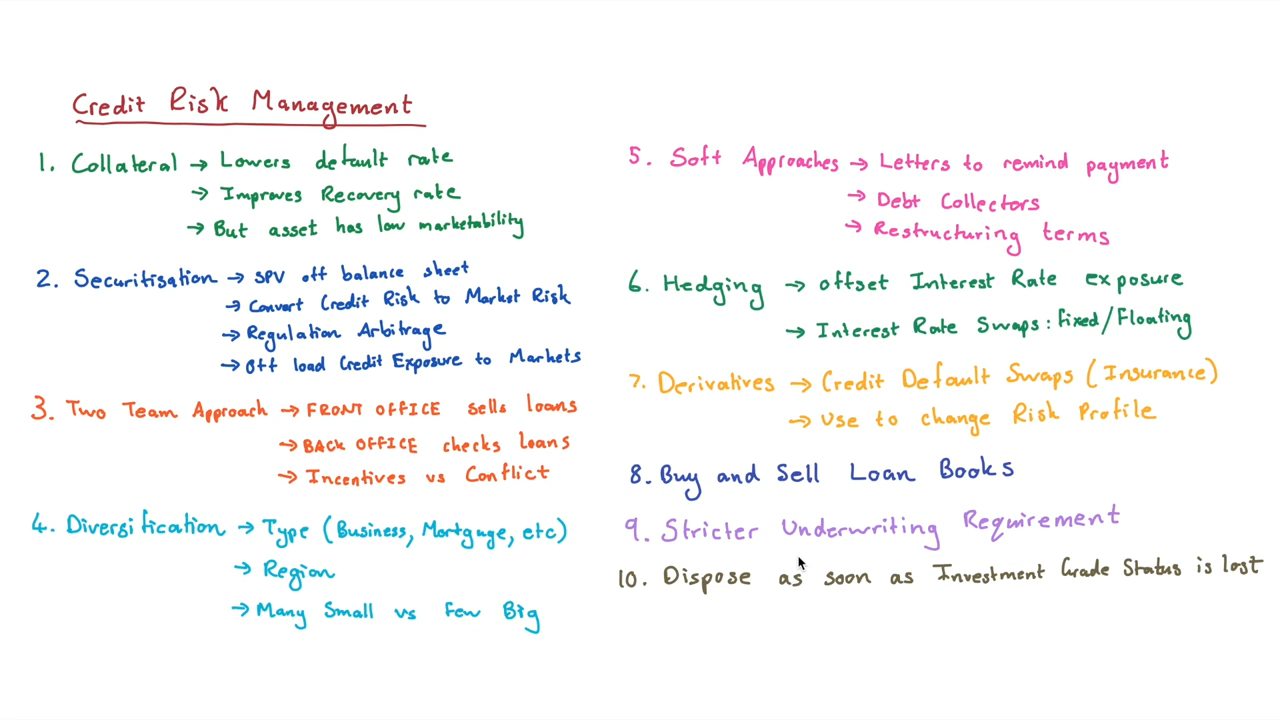 Credit Risk Management
1. Collateral → Lowers default rate
→ Improves Recovery rate
→ But asset has low marketability
2. Securitisation → SPV off balance sheet
→ Convert Credit Risk to Market Risk
→ Regulation Arbitrage
→ Off load Credit Exposure to Markets
3. Two Team Approach → FRONT OFFICE sells loans
→ BACK OFFICE checks loans
→ Incentives vs Conflict
4. Diversification → Type (Business, Mortgage, etc)
→ Region
→ Many Small vs Few Big
5. Soft Approaches → Letters to remind payment
→ Debt Collectors
→ Restructuring terms
6. Hedging → offset Interest Rate exposure
→ Interest Rate Swaps: Fixed/Floating
7. Derivatives → Credit Default Swaps (Insurance)
→ Use to change Risk Profile
8. Buy and Sell Loan Books
9. Stricter Underwriting Requirement
10. Dispose as soon as Investment Grade Status is lost